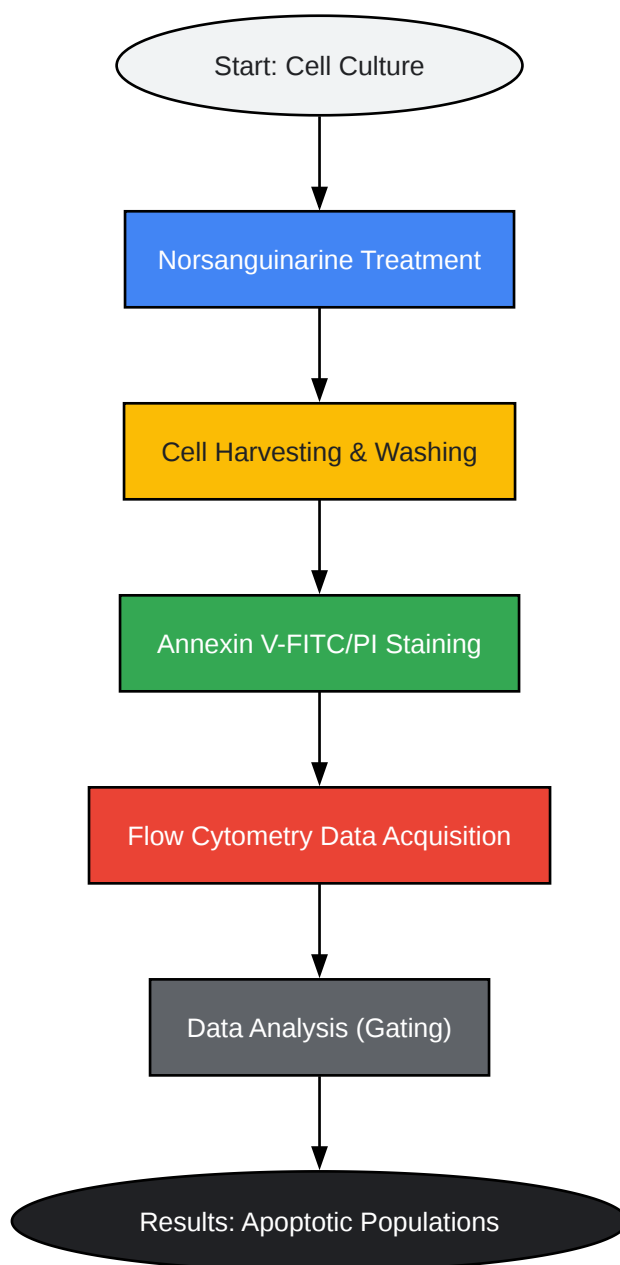 Start: Cell Culture
Norsanguinarine Treatment
Cell Harvesting & Washing
Annexin V-FITC/PI Staining
Flow Cytometry Data Acquisition
Data Analysis (Gating)
Results: Apoptotic Populations